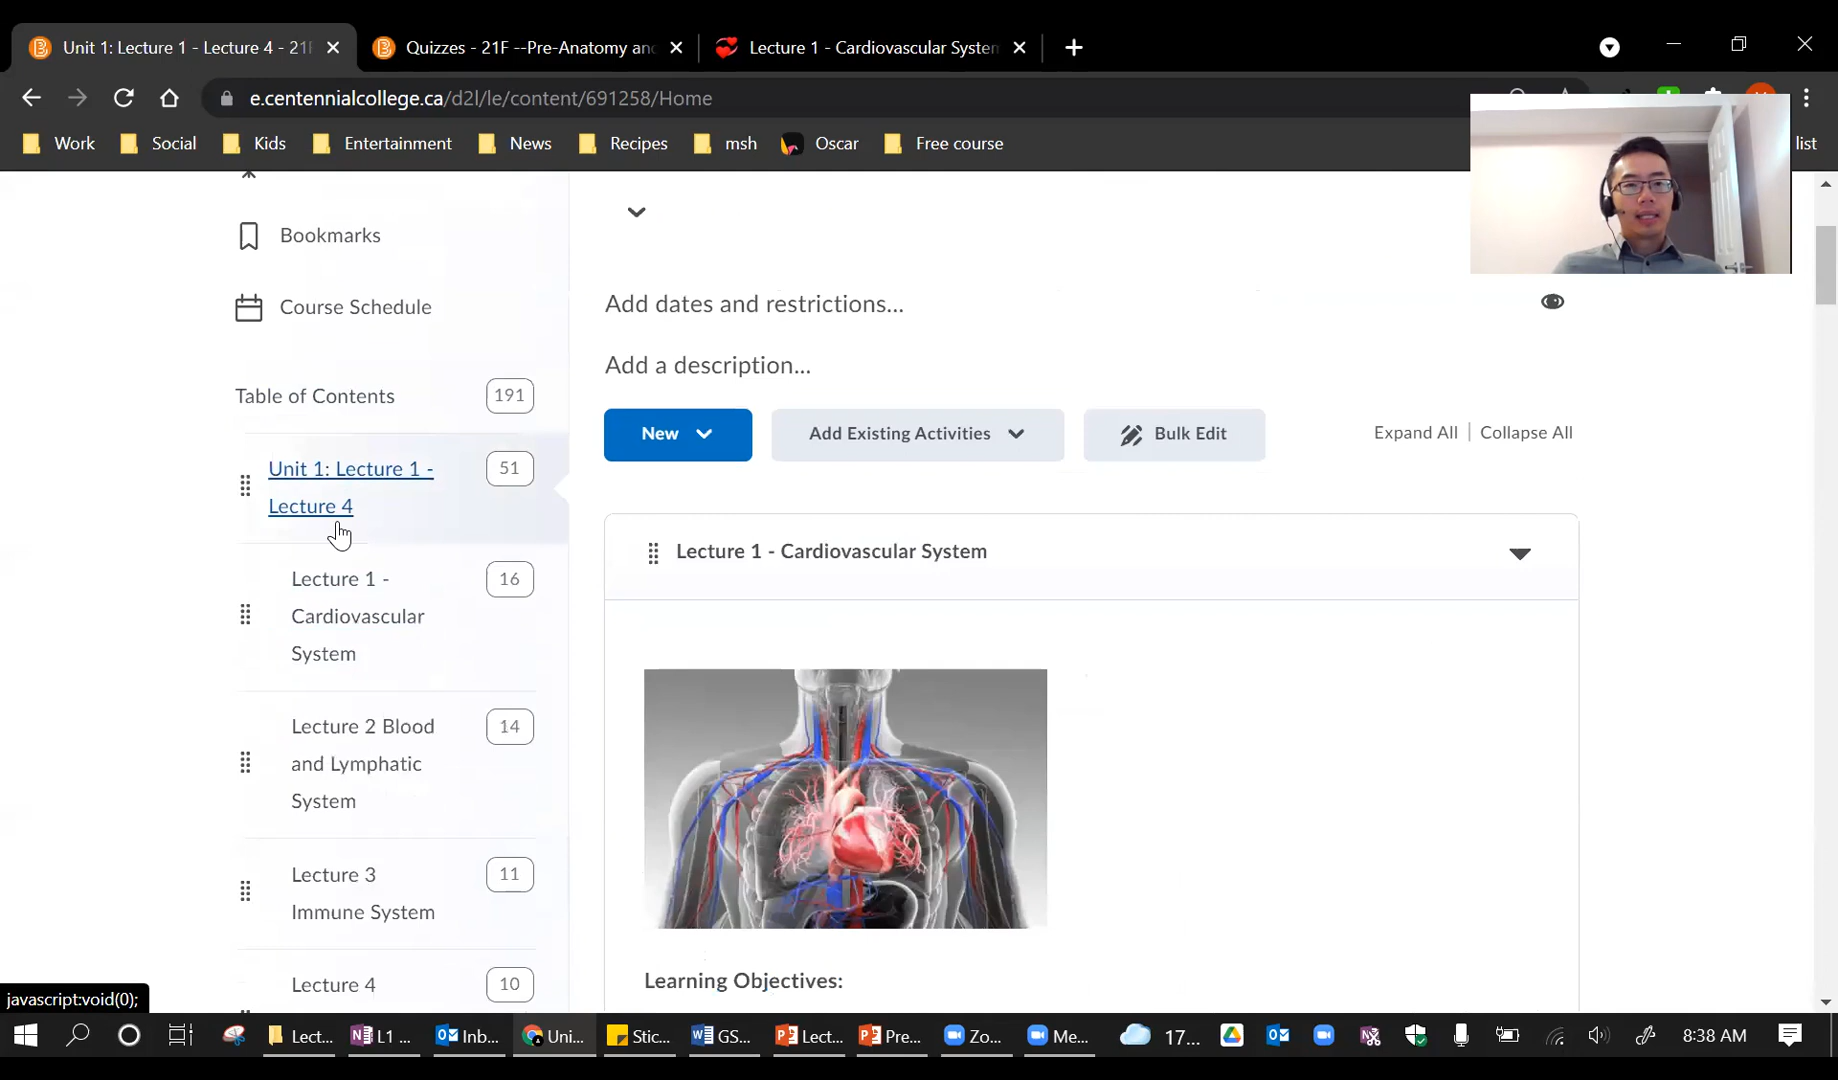 Unit 1: Lecture 1 - Lecture 4 - 21F
Quizzes - 21F --Pre-Anatomy and
Lecture 1 - Cardiovascular System
e.centennialcollege.ca/d2l/le/content/691258/Home
Work
Social
Kids
Entertainment
News
Recipes
msh
Oscar
Free course
list
Bookmarks
Course Schedule
Table of Contents
191
Unit 1: Lecture 1 -
Lecture 4
51
Lecture 1 -
Cardiovascular
System
16
Lecture 2 Blood
and Lymphatic
System
14
Lecture 3
Immune System
11
Lecture 4
10
Add dates and restrictions...
Add a description...
New
Add Existing Activities
Bulk Edit
Expand All
Collapse All
Lecture 1 - Cardiovascular System
Learning Objectives:
javascript:void(0);
Lect...
L1 ...
Inb...
Uni...
Stic...
GS...
Lect...
Pre...
Zo...
Me...
17...
8:38 AM